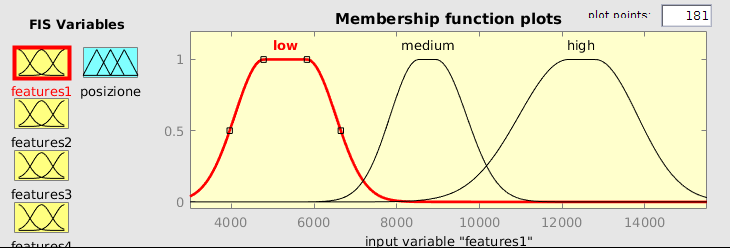 FIS Variables
features1
posizione
features2
features3
features4
Membership function plots
plot points:
181
low
medium
high
1
0.5
0
4000
6000
8000
10000
12000
14000
input variable "features1"